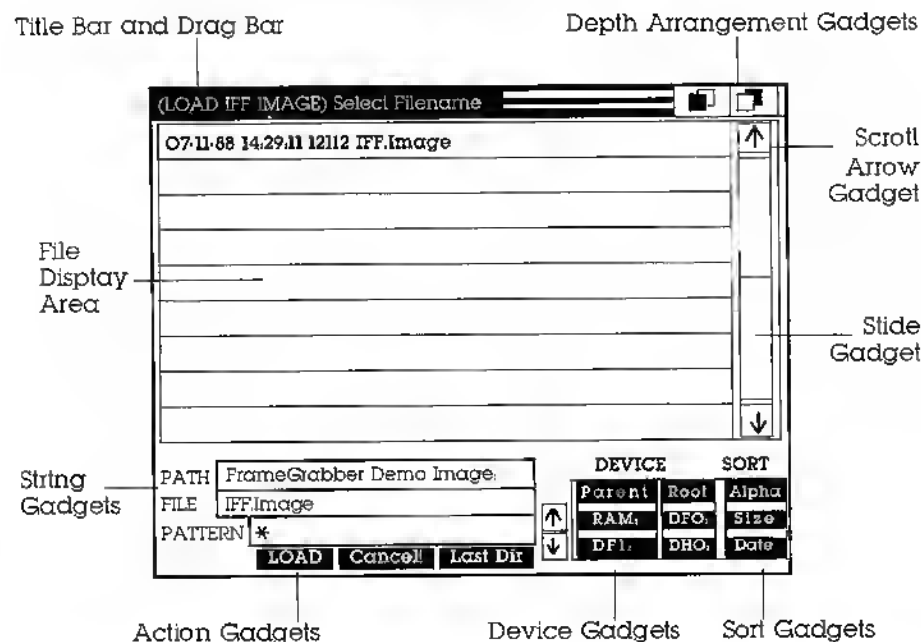 Title Bar and Drag Bar
Depth Arrangement Gadgets
(LOAD IFF IMAGE) Select Filename
07-11-88 14:29:11 12112 IFF.Image
Scroll
Arrow
Gadget
File
Display
Area
Slide
Gadget
String
Gadgets
PATH FrameGrabber Demo Image:
FILE IFF.Image
PATTERN *
LOAD Cancel Last Dir
DEVICE SORT
Parent Root Alpha
RAM: DF0: Size
DF1: DH0: Date
Action Gadgets
Device Gadgets
Sort Gadgets